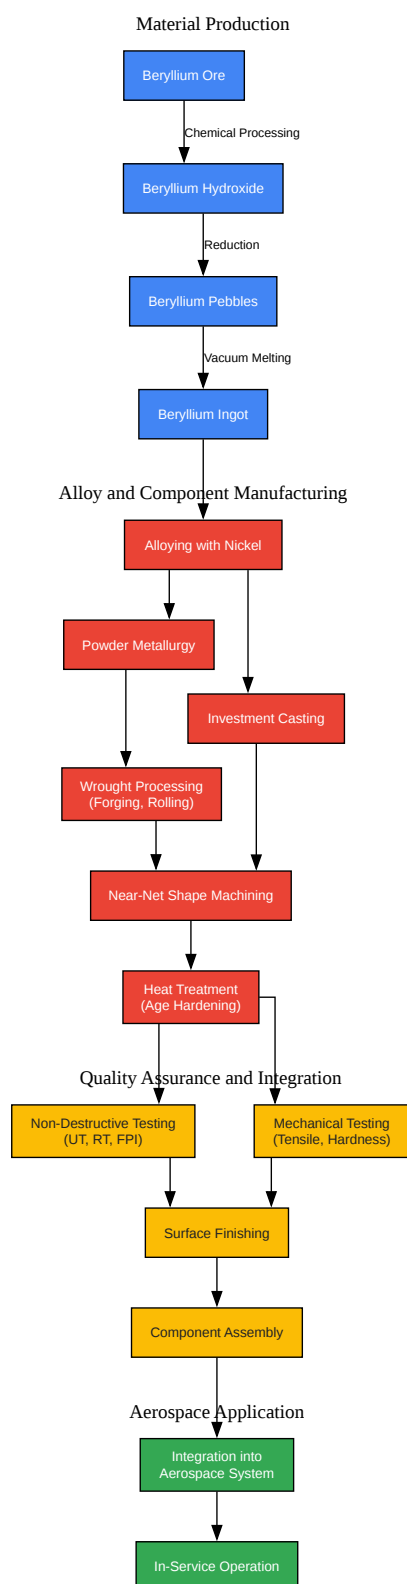 Material Production
Beryllium Ore
Chemical Processing
Beryllium Hydroxide
Reduction
Beryllium Pebbles
Vacuum Melting
Beryllium Ingot
Alloy and Component Manufacturing
Alloying with Nickel
Powder Metallurgy
Investment Casting
Wrought Processing
(Forging, Rolling)
Near-Net Shape Machining
Heat Treatment
(Age Hardening)
Quality Assurance and Integration
Non-Destructive Testing
(UT, RT, FPI)
Mechanical Testing
(Tensile, Hardness)
Surface Finishing
Component Assembly
Aerospace Application
Integration into
Aerospace System
In-Service Operation